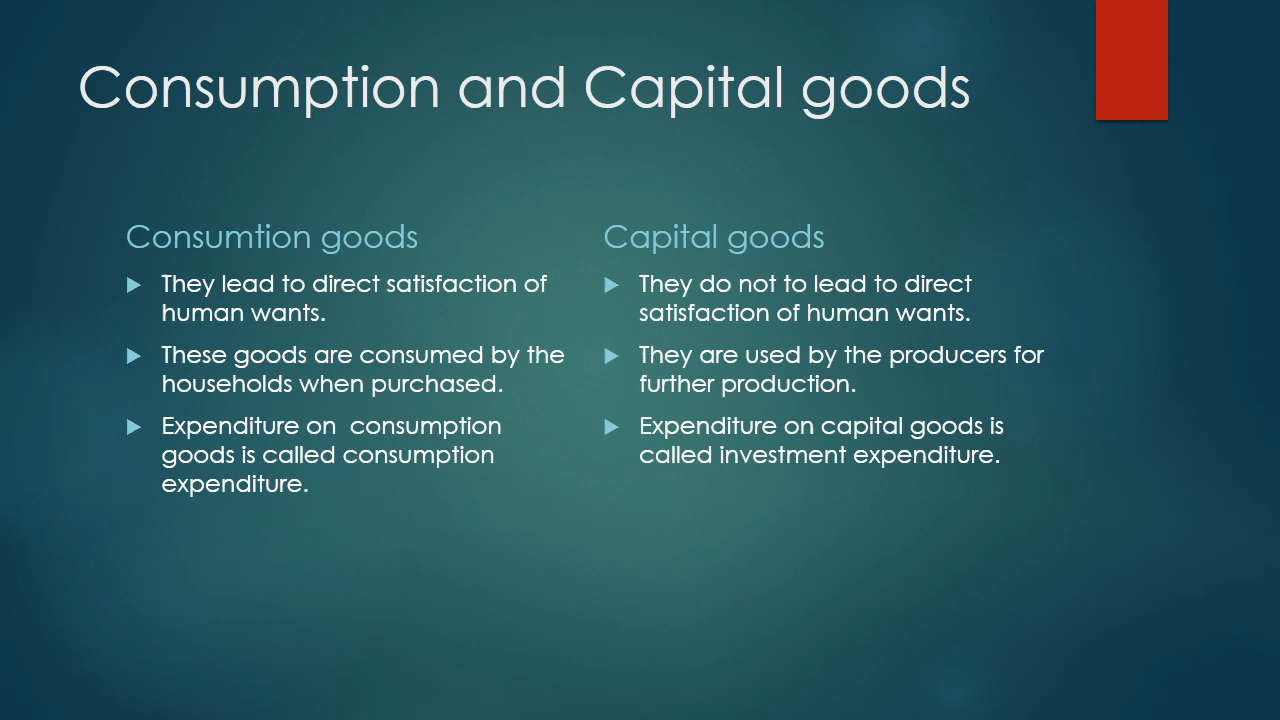 Consumption and Capital goods
Consumtion goods
They lead to direct satisfaction of
human wants.
These goods are consumed by the
households when purchased.
Expenditure on  consumption
goods is called consumption
expenditure.
Capital goods
They do not to lead to direct
satisfaction of human wants.
They are used by the producers for
further production.
Expenditure on capital goods is
called investment expenditure.